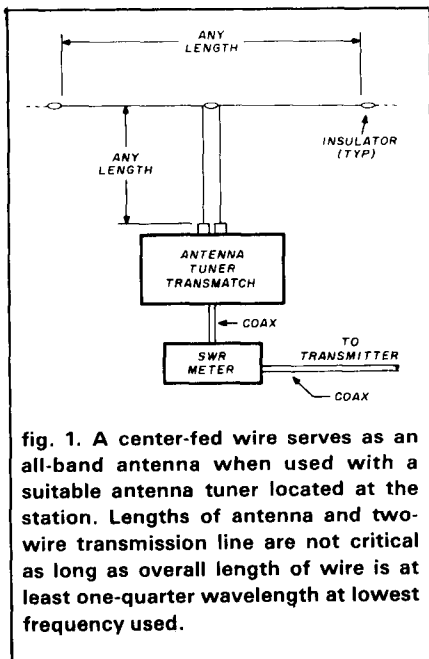 ANY
LENGTH
INSULATOR
(TYP)
ANY
LENGTH
ANTENNA
TUNER
TRANSMATCH
COAX
TO
TRANSMITTER
SWR
METER
COAX
fig. 1. A center-fed wire serves as an
all-band antenna when used with a
suitable antenna tuner located at the
station. Lengths of antenna and two-
wire transmission line are not critical
as long as overall length of wire is at
least one-quarter wavelength at lowest
frequency used.